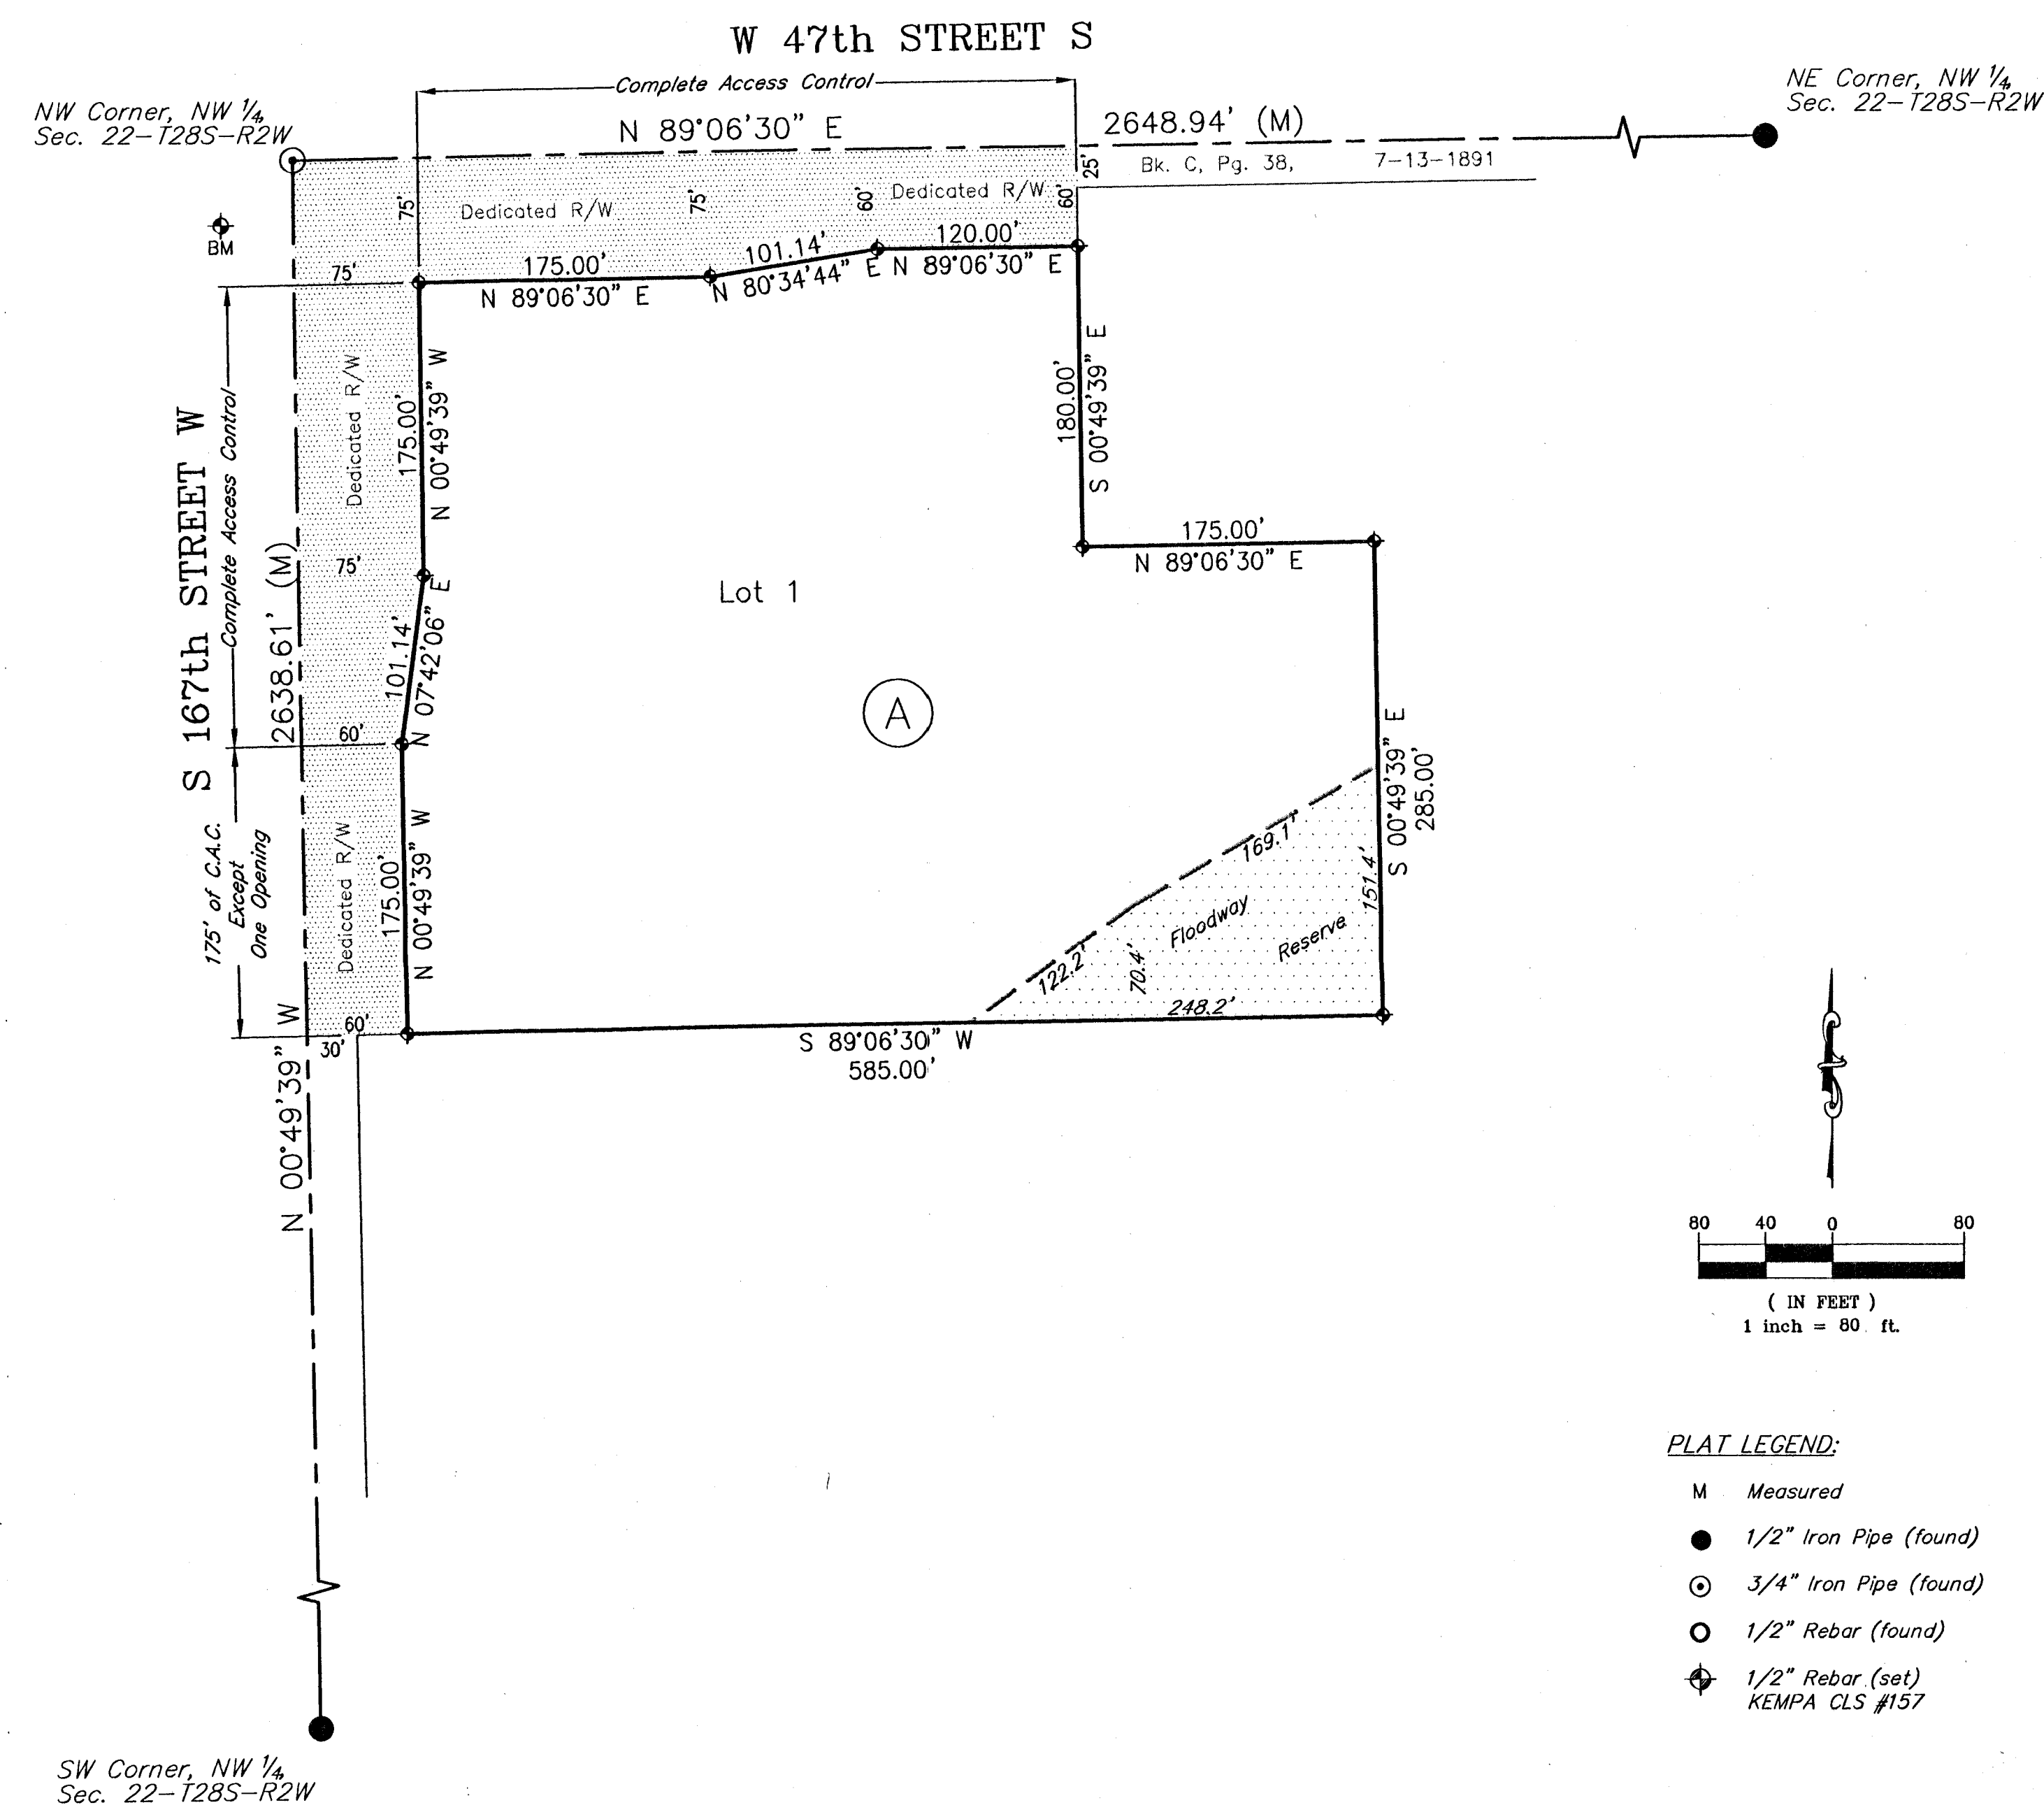 W 47th STREET S
Complete Access Control
NW Corner, NW 1/4,
Sec. 22-T28S-R2W
NE Corner, NW 1/4,
Sec. 22-T28S-R2W
N 89°06'30" E
2648.94' (M)
Bk. C, Pg. 38,
7-13-1891
25'
BM
75'
Dedicated R/W
75'
60'
Dedicated R/W
60'
75'
175.00'
N 89°06'30" E
101.14'
N 80°34'44" E
120.00'
N 89°06'30" E
S 167th STREET W
Complete Access Control
2638.61' (M)
Dedicated R/W
175.00'
N 00°49'39" W
180.00'
S 00°49'39" E
175.00'
N 89°06'30" E
75'
101.14'
N 07°42'06" E
Lot 1
A
60'
175' of C.A.C.
Except
One Opening
Dedicated R/W
175.00'
N 00°49'39" W
S 00°49'39" E
285.00'
169.1'
151.4'
Floodway
Reserve
122.2'
70.4'
248.2'
60'
30'
S 89°06'30" W
585.00'
N 00°49'39" W
80 40 0 80
( IN FEET )
1 inch = 80 ft.
PLAT LEGEND:
M Measured
1/2" Iron Pipe (found)
3/4" Iron Pipe (found)
1/2" Rebar (found)
1/2" Rebar (set)
KEMPA CLS #157
SW Corner, NW 1/4,
Sec. 22-T28S-R2W